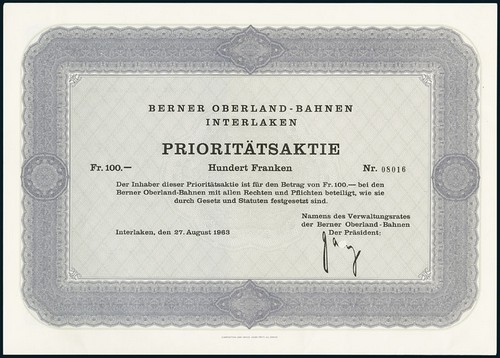 BERNER OBERLAND-BAHNEN
INTERLAKEN
PRIORITÄTSAKTIE
Fr. 100.— Hundert Franken Nr. 08016
Der Inhaber dieser Prioritätsaktie ist für den Betrag von Fr. 100.— bei den
Berner Oberland-Bahnen mit allen Rechten und Pflichten beteiligt, wie sie
durch Gesetz und Statuten festgesetzt sind.
Namens des Verwaltungsrates
der Berner Oberland-Bahnen
Interlaken, den 27. August 1963 Der Präsident: